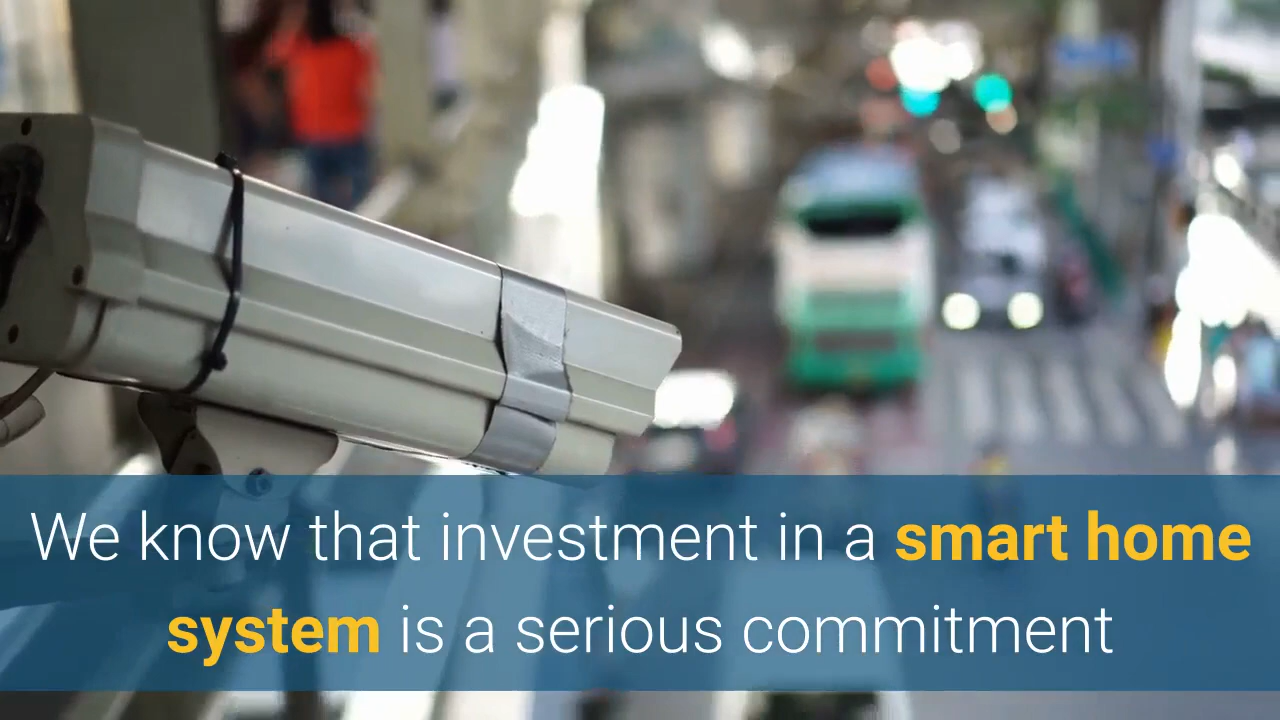 We know that investment in a smart home
system is a serious commitment